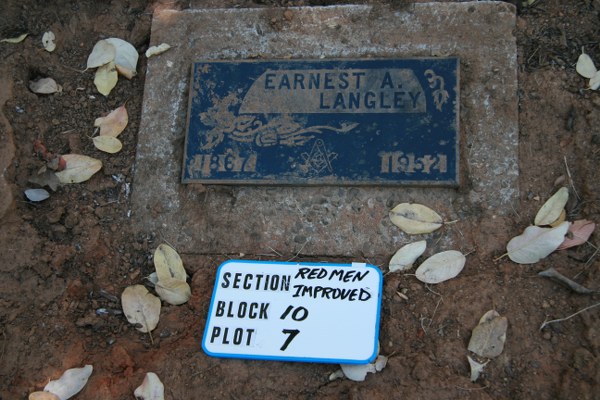 EARNEST A.
LANGLEY
1867 1952
SECTION RED MEN
IMPROVED
BLOCK 10
PLOT 7